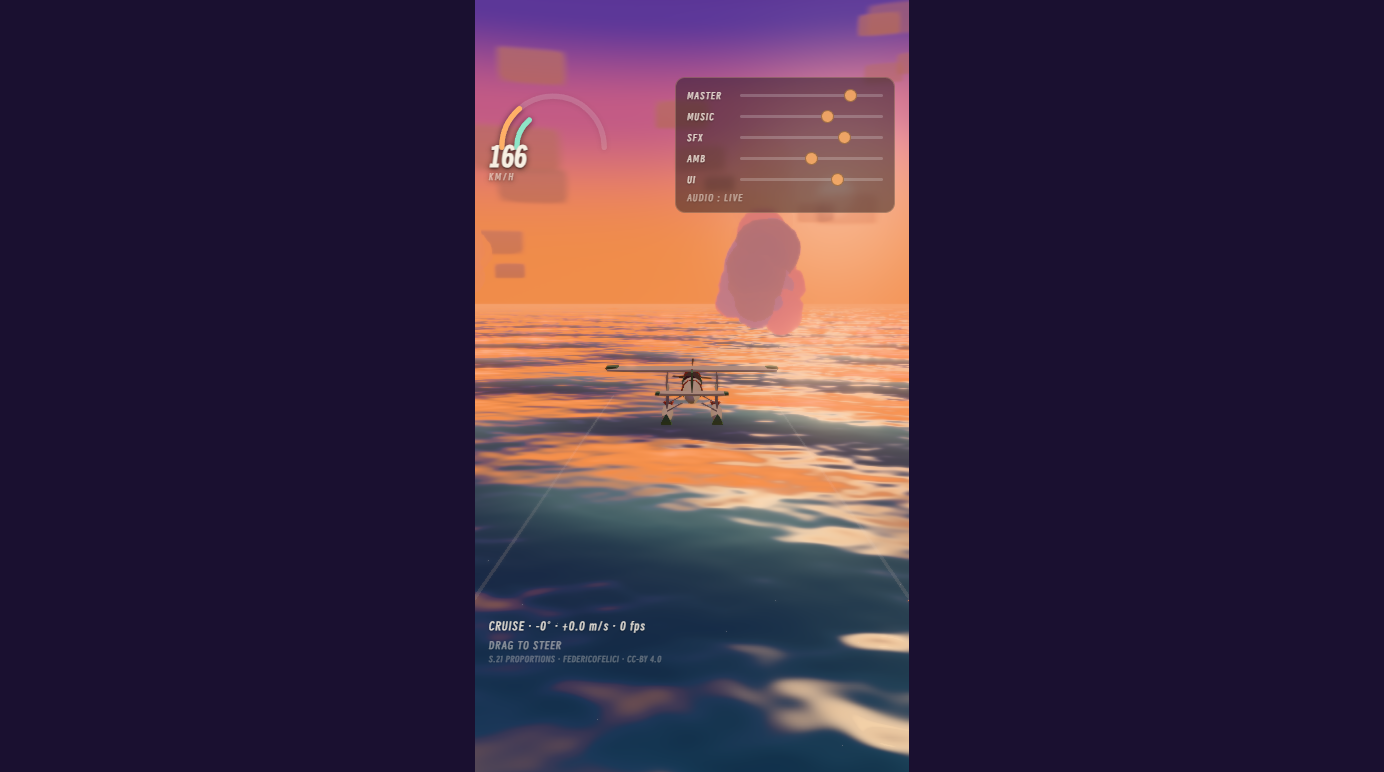 MASTER
MUSIC
SFX
AMB
UI
AUDIO : LIVE
166
KM/H
CRUISE · -0° · +0.0 m/s · 0 fps
DRAG TO STEER
S.21 PROPORTIONS · FEDERICOFELICI · CC-BY 4.0